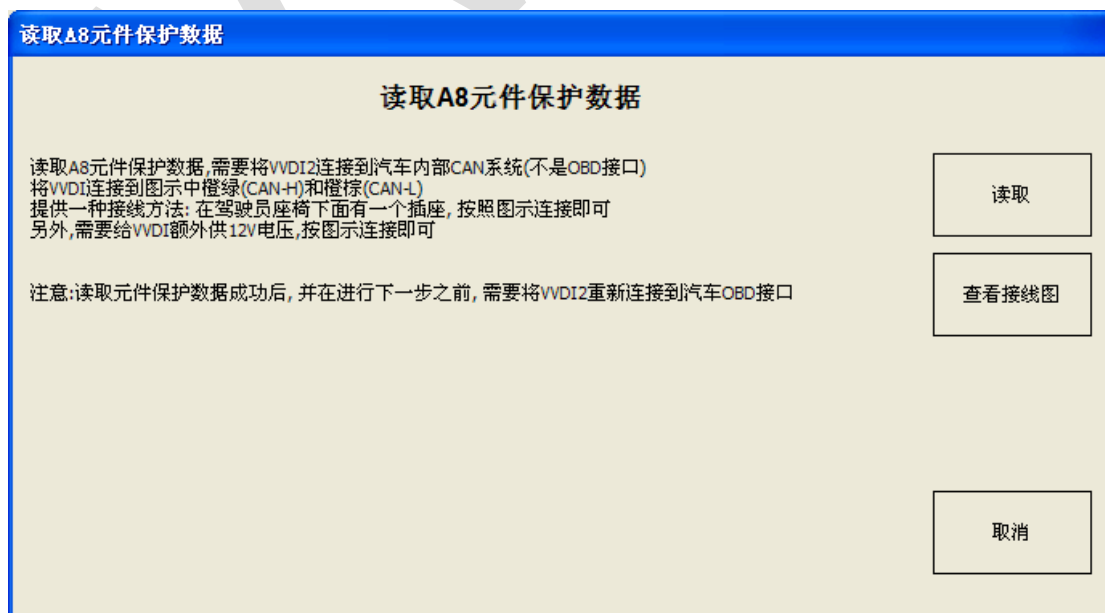 读取A8元件保护数据
读取A8元件保护数据
读取A8元件保护数据,需要将VVDI2连接到汽车内部CAN系统(不是OBD接口)
将VVDI连接到图示中橙绿(CAN-H)和橙棕(CAN-L)
提供一种接线方法: 在驾驶员座椅下面有一个插座, 按照图示连接即可
另外,需要给VVDI额外供12V电压,按图示连接即可
读取
注意:读取元件保护数据成功后, 并在进行下一步之前, 需要将VVDI2重新连接到汽车OBD接口
查看接线图
取消